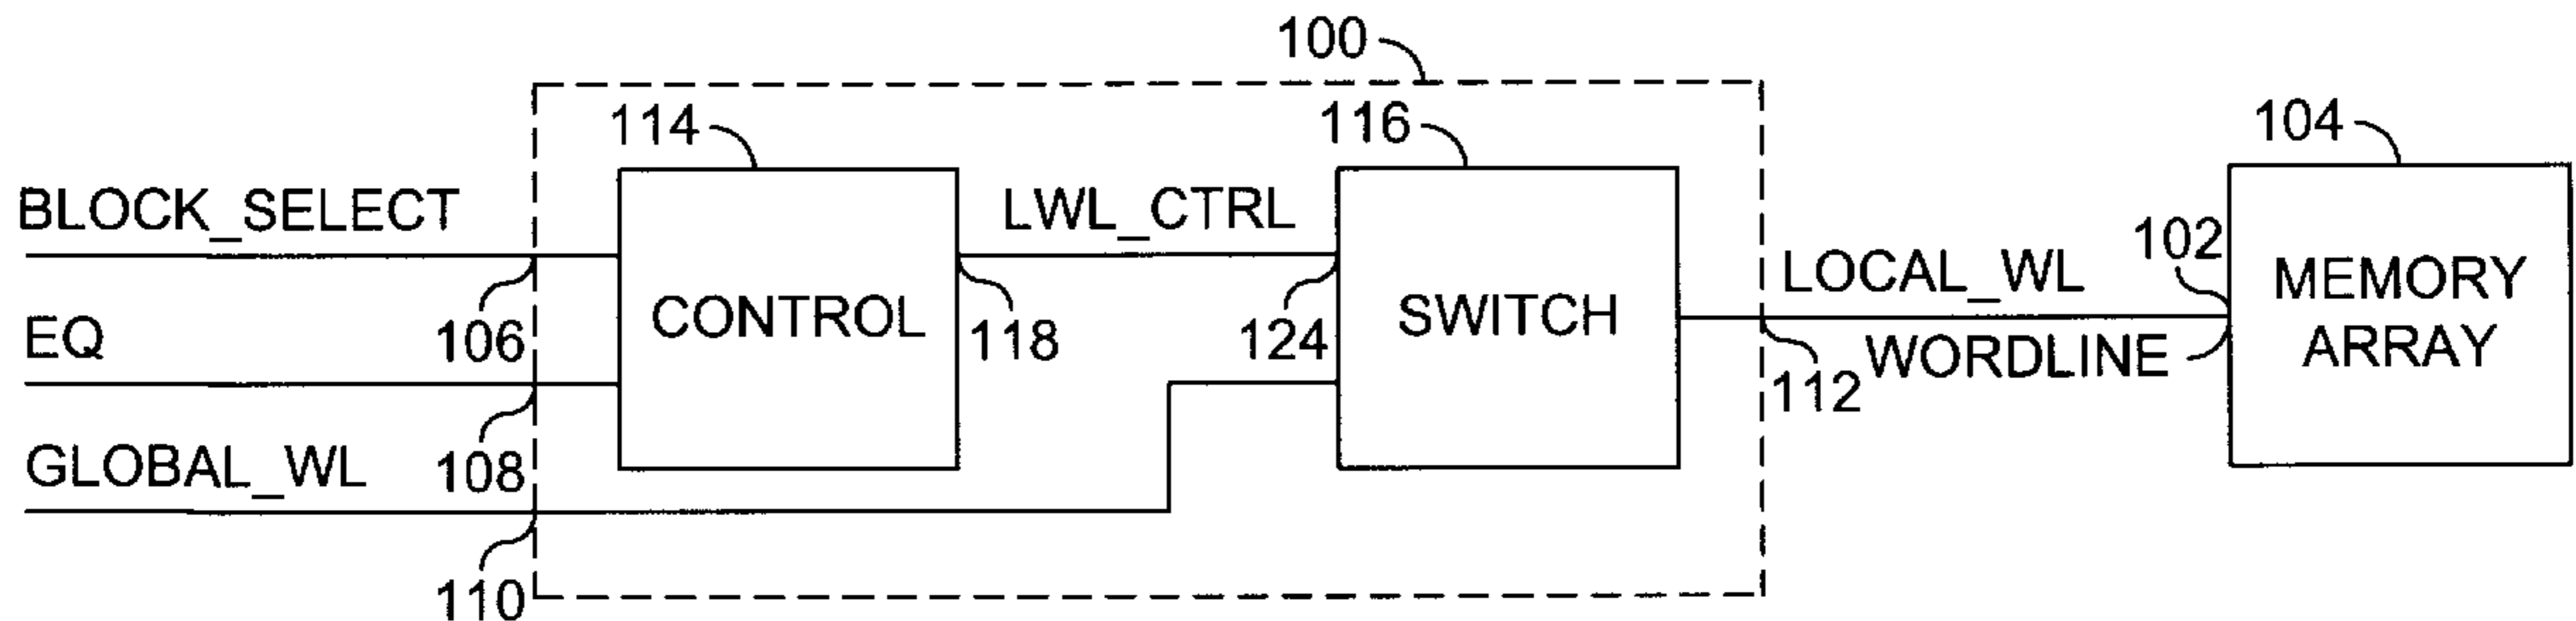 100
114
116
104
BLOCK_SELECT
LWL_CTRL
102
LOCAL_WL
MEMORY
ARRAY
CONTROL
SWITCH
EQ
106
118
124
WORDLINE
112
GLOBAL_WL
108
110